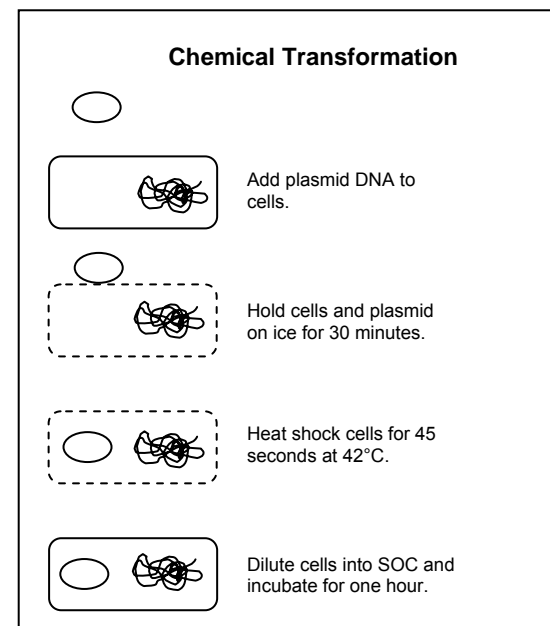 Chemical Transformation
Add plasmid DNA to
cells.
Hold cells and plasmid
on ice for 30 minutes.
Heat shock cells for 45
seconds at 42°C.
Dilute cells into SOC and
incubate for one hour.